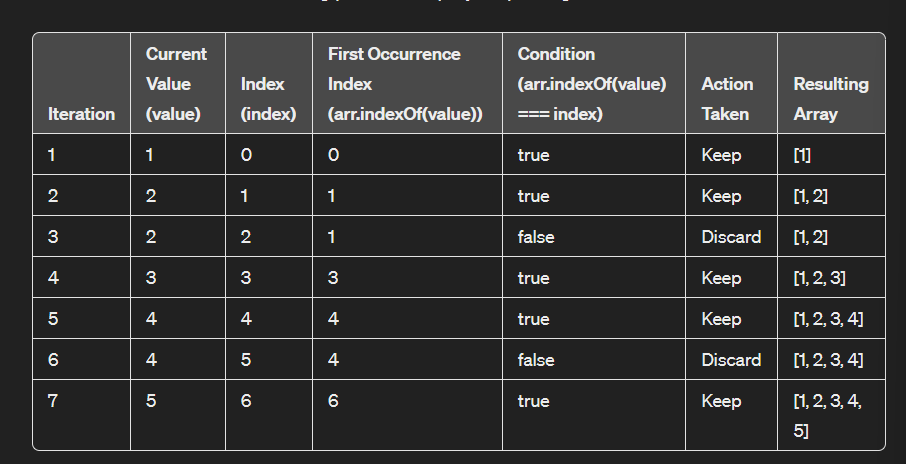 Iteration Current Value (value) Index (index) First Occurrence Index (arr.indexOf(value)) Condition (arr.indexOf(value) === index) Action Taken Resulting Array
1 1 0 0 true Keep [1]
2 2 1 1 true Keep [1, 2]
3 2 2 1 false Discard [1, 2]
4 3 3 3 true Keep [1, 2, 3]
5 4 4 4 true Keep [1, 2, 3, 4]
6 4 5 4 false Discard [1, 2, 3, 4]
7 5 6 6 true Keep [1, 2, 3, 4,
5]